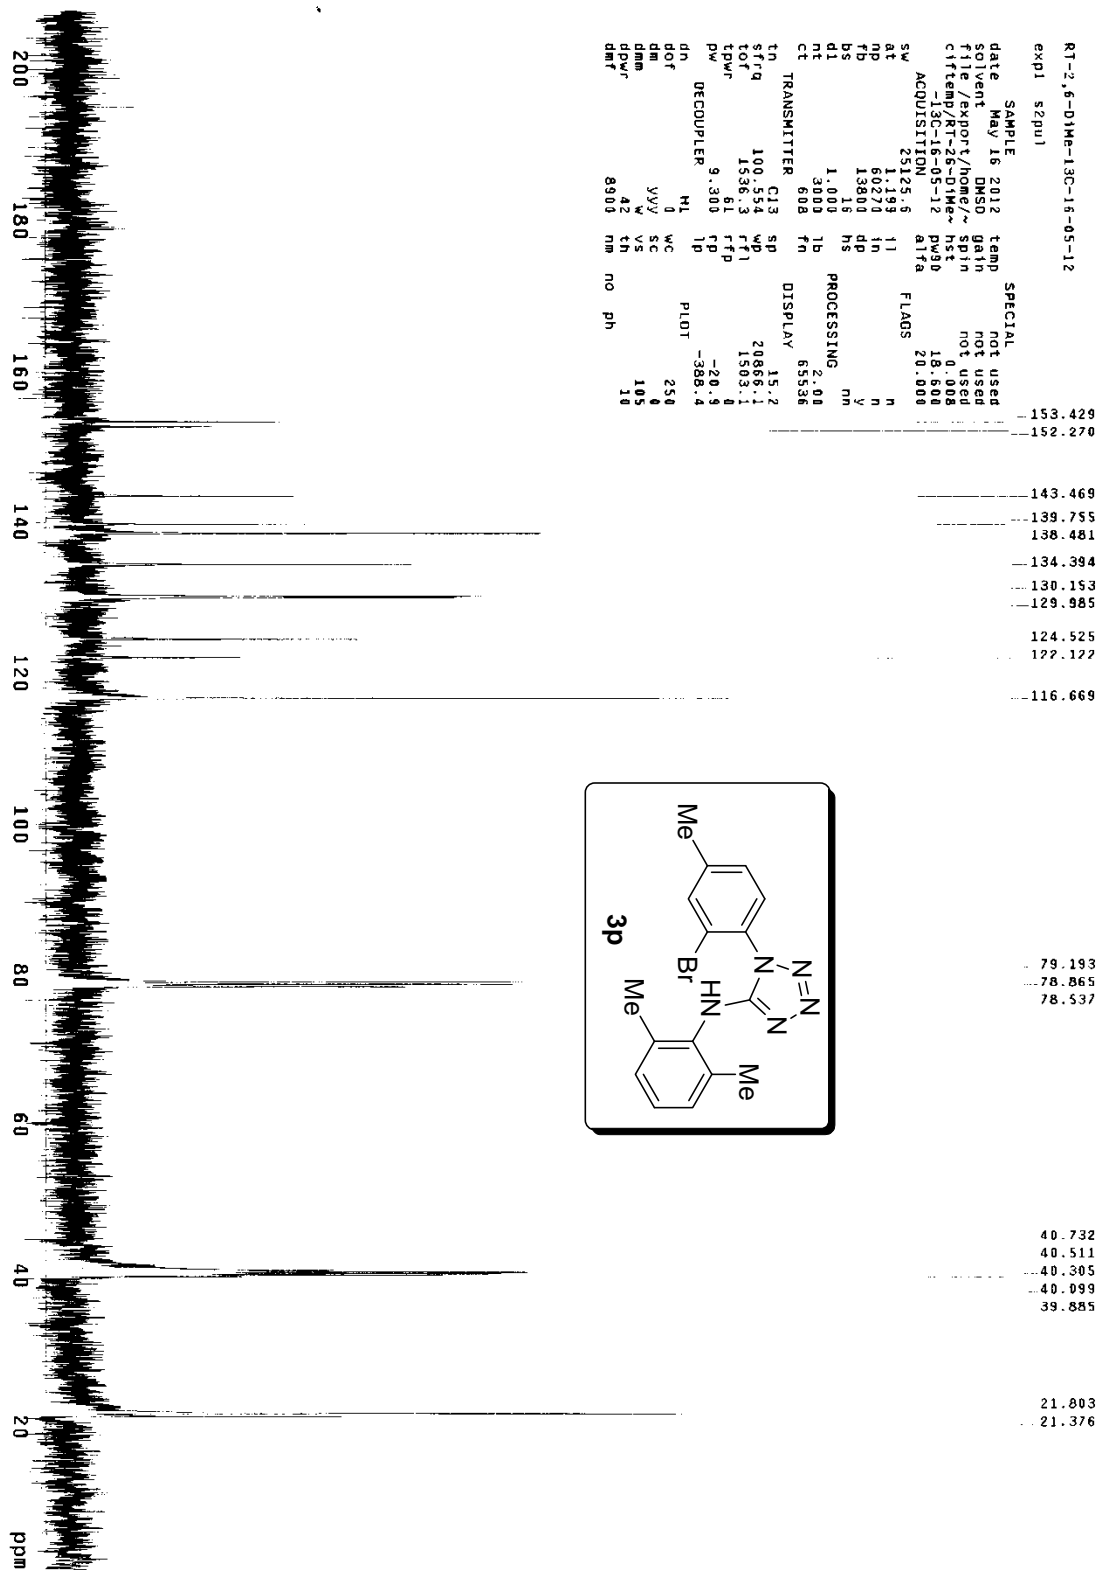 RT-2,6-DiMe-13C-16-05-12
exp1 s2pul
SAMPLE
date May 16 2012
solvent DMSO
file /export/home/~
ciftemp/RT-26-DiMe~
-13C-16-05-12
ACQUISITION
sw 25125.6
at 1.199
np 60270
fb 13800
bs 16
d1 1.000
nt 3000
ct 608
TRANSMITTER
tn C13
sfrq 100.554
tof 1536.3
tpwr 61
pw 9.300
DECOUPLER
dn H1
dof 0
dm yyy
dmm w
dpwr 42
dmf 8900
SPECIAL
temp not used
gain not used
spin not used
hst 0.008
pw90 18.600
alfa 20.000
FLAGS
il n
in n
dp y
hs nn
PROCESSING
lb 2.00
fn 65536
DISPLAY
sp 15.2
wp 20866.1
rfl 1503.1
rfp 0
rp -20.9
lp -388.4
PLOT
wc 250
sc 0
vs 105
th 10
nm no ph
153.429
152.270
143.469
139.755
138.481
134.394
130.153
129.985
124.525
122.122
116.669
79.193
78.865
78.537
40.732
40.511
40.305
40.099
39.885
21.803
21.376
Me
Br
N
N
N
N
HN
Me
Me
3p
200 180 160 140 120 100 80 60 40 20 ppm